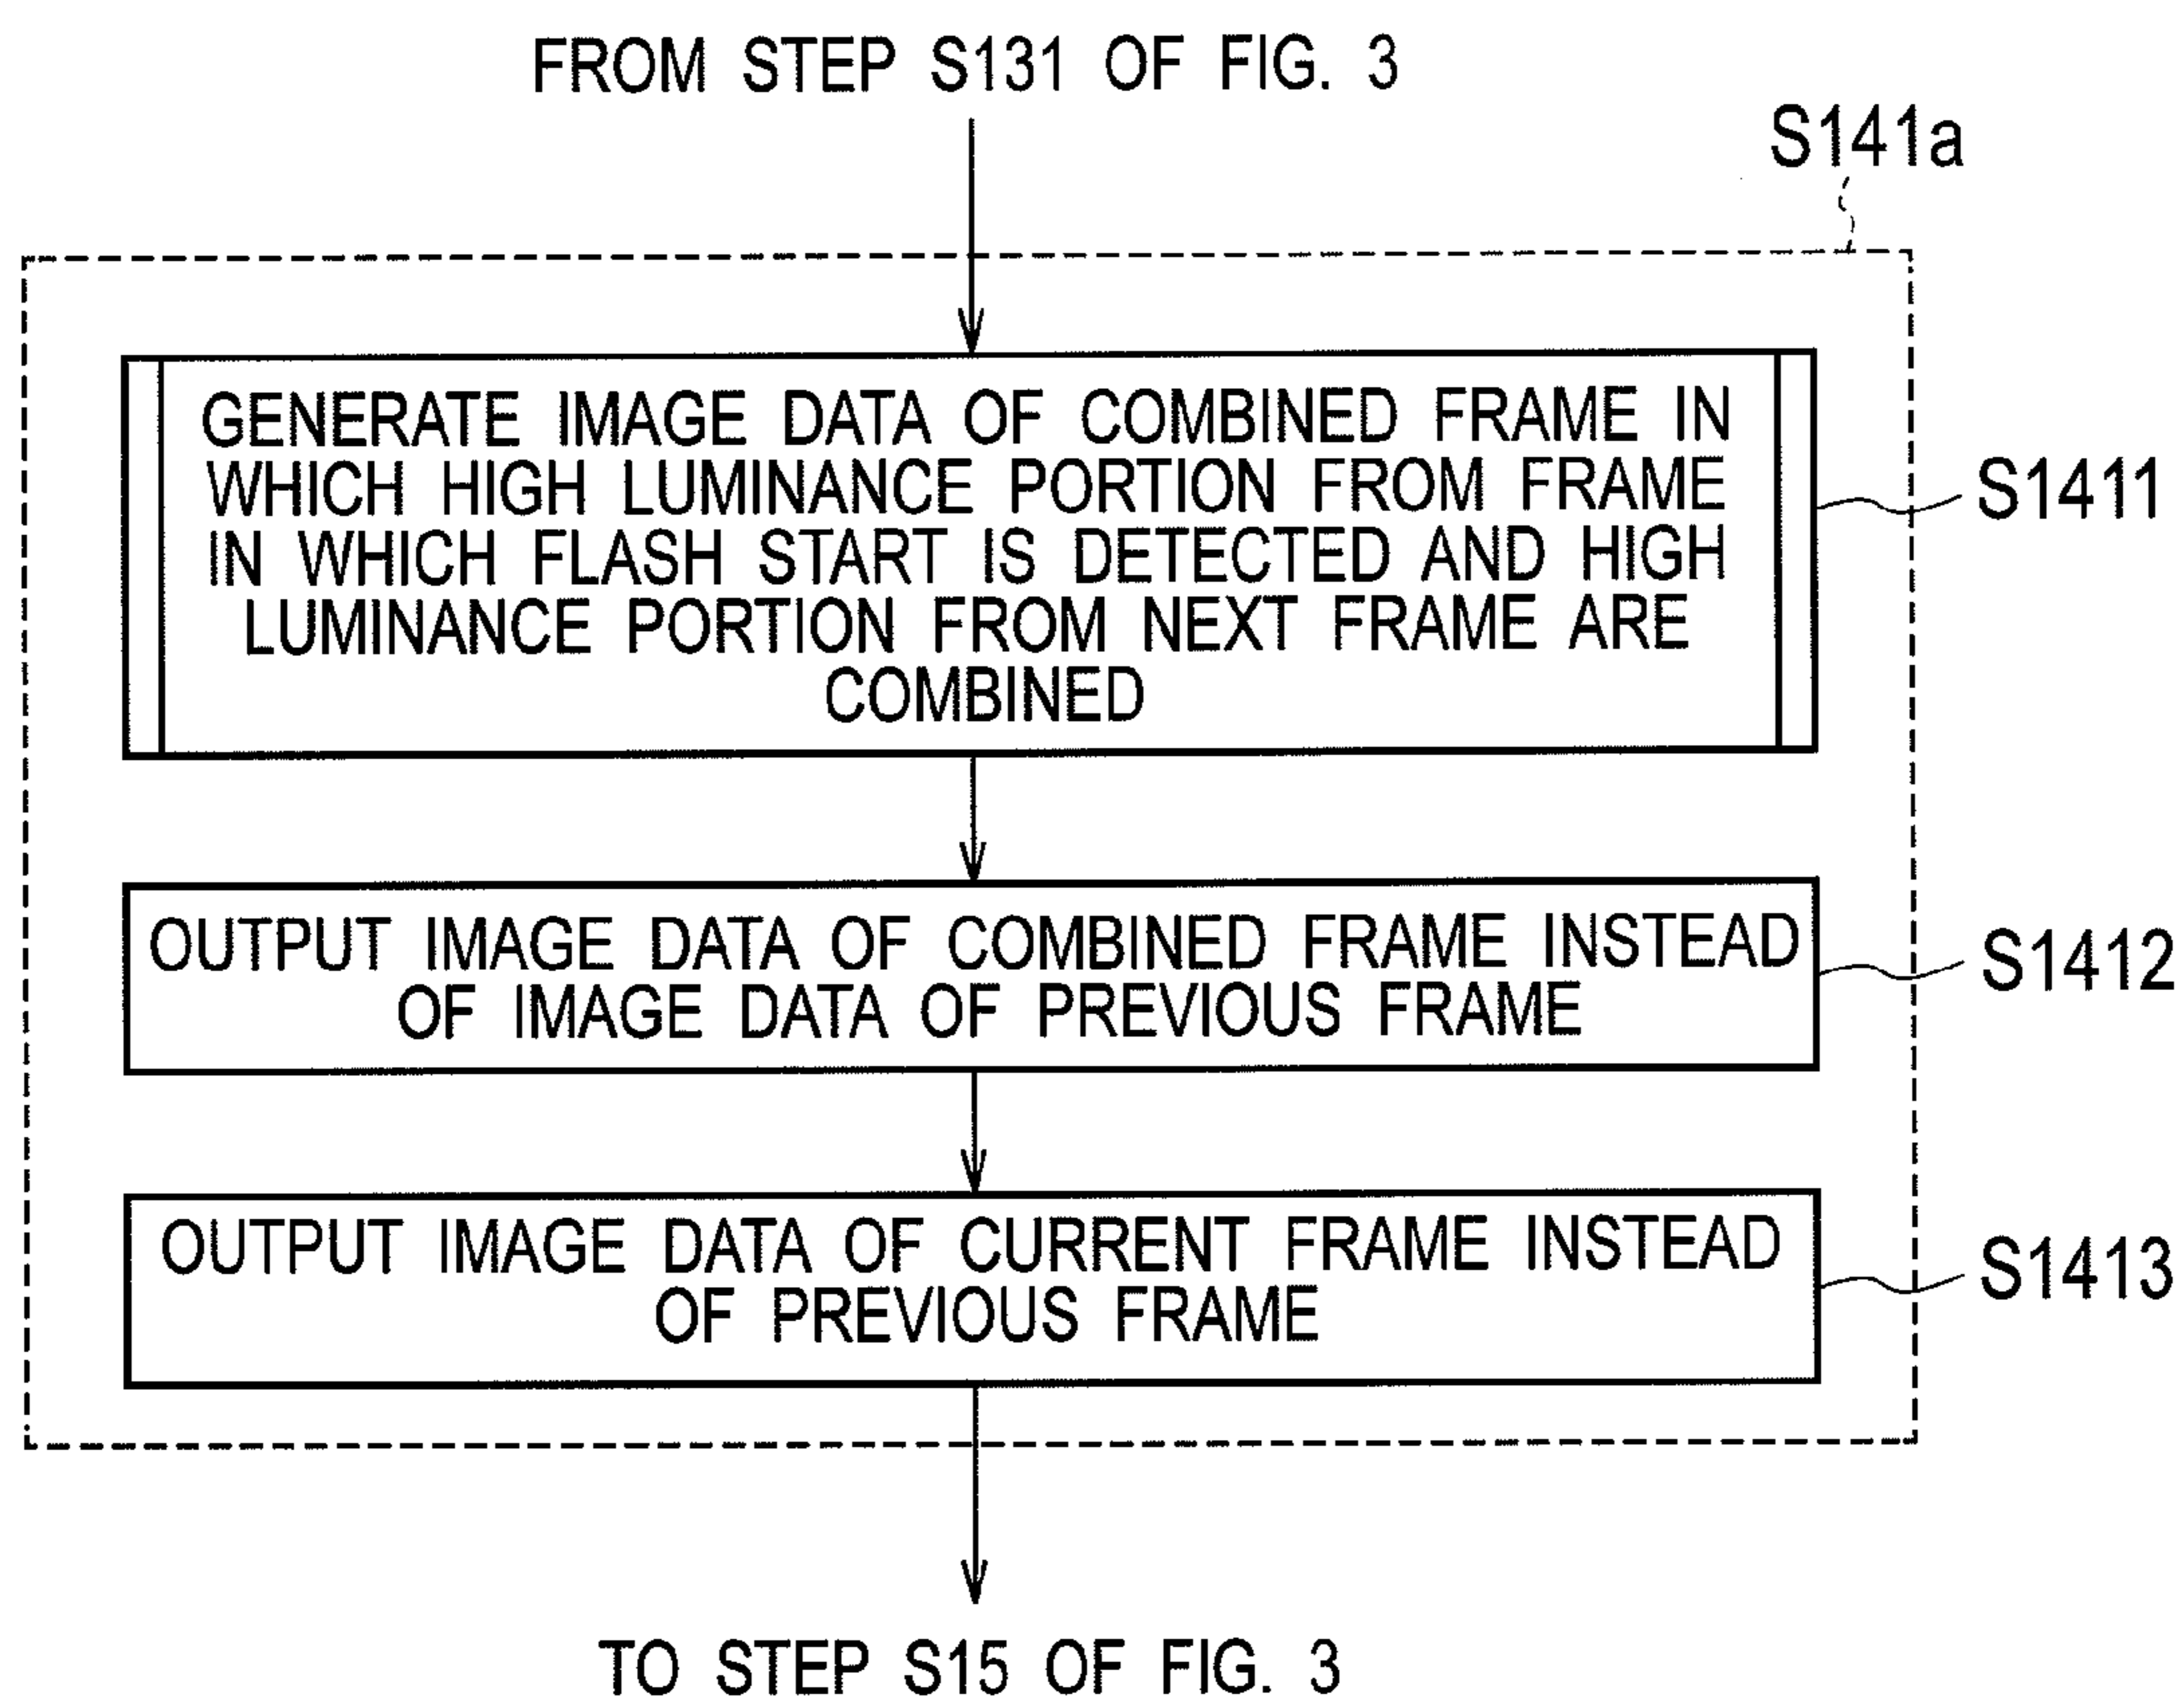 FROM STEP S131 OF FIG. 3
S141a
GENERATE IMAGE DATA OF COMBINED FRAME IN
WHICH HIGH LUMINANCE PORTION FROM FRAME
IN WHICH FLASH START IS DETECTED AND HIGH
LUMINANCE PORTION FROM NEXT FRAME ARE
COMBINED
S1411
OUTPUT IMAGE DATA OF COMBINED FRAME INSTEAD
OF IMAGE DATA OF PREVIOUS FRAME
S1412
OUTPUT IMAGE DATA OF CURRENT FRAME INSTEAD
OF PREVIOUS FRAME
S1413
TO STEP S15 OF FIG. 3